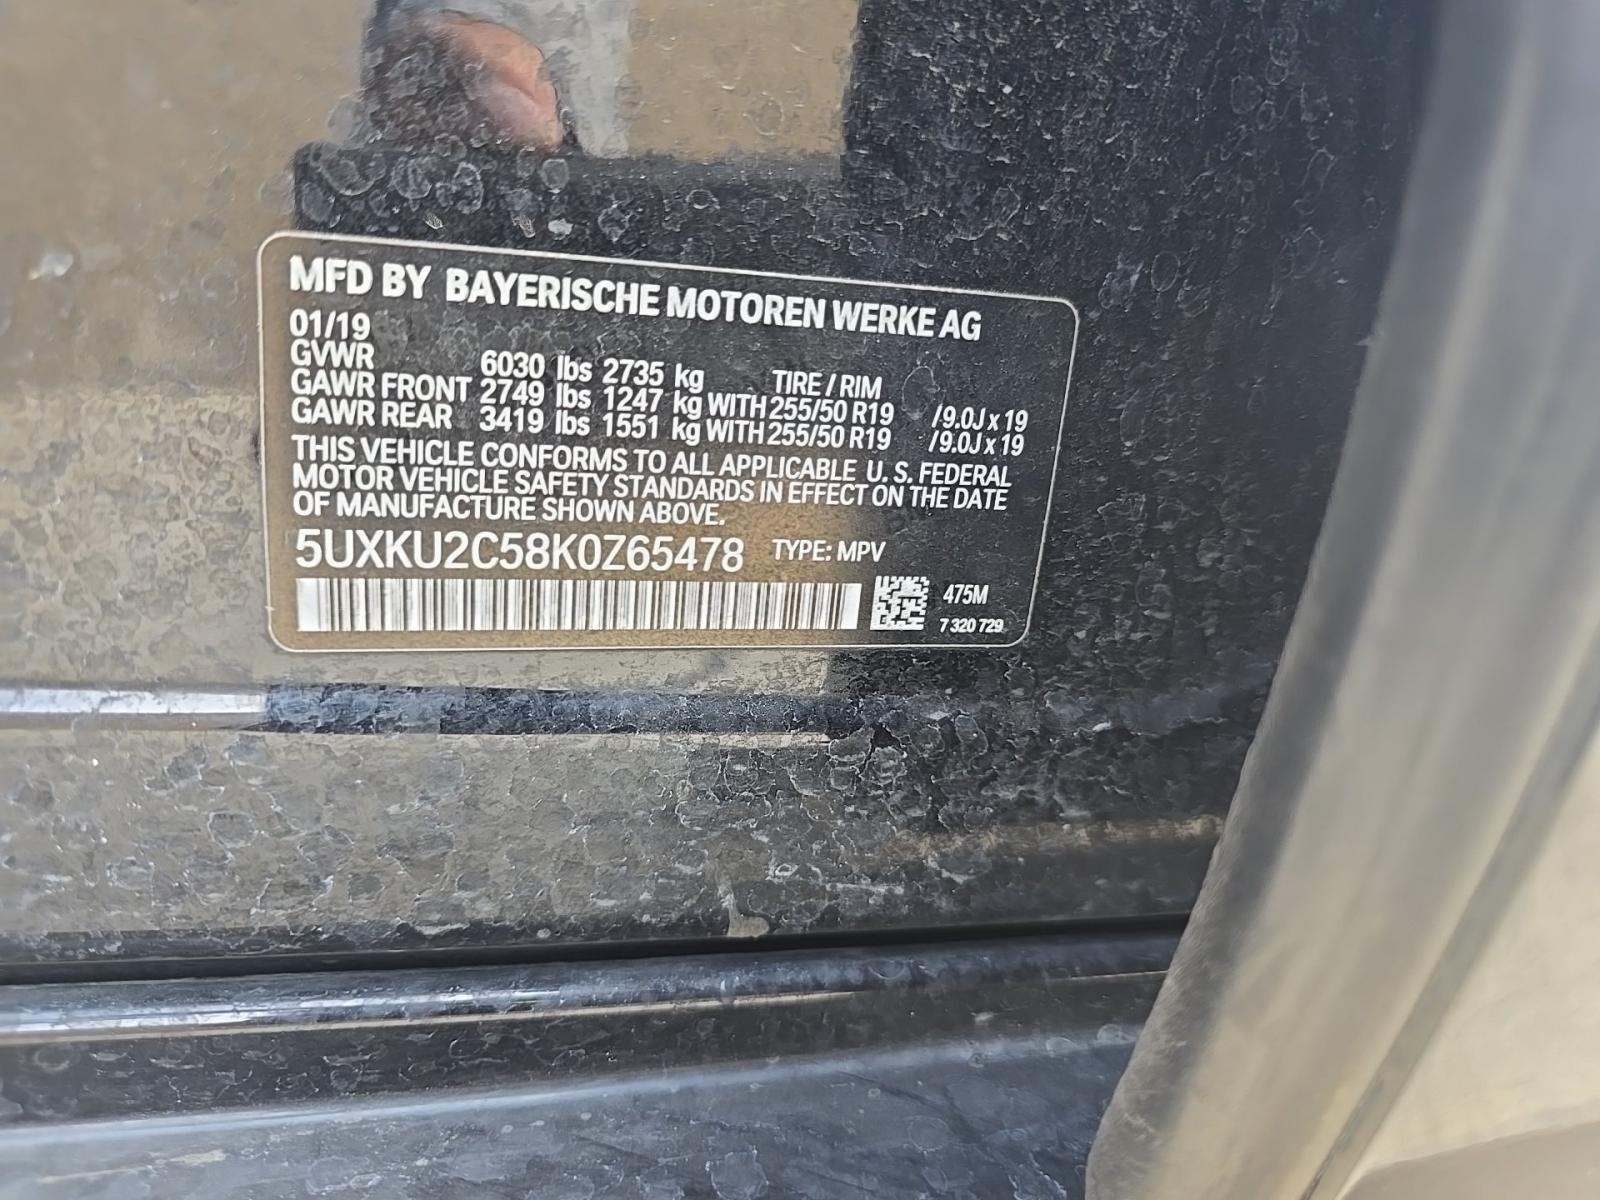 MFD BY BAYERISCHE MOTOREN WERKE AG
01/19
GVWR 6030 lbs 2735 kg TIRE / RIM
GAWR FRONT 2749 lbs 1247 kg WITH 255/50 R19 /9.0J x 19
GAWR REAR 3419 lbs 1551 kg WITH 255/50 R19 /9.0J x 19
THIS VEHICLE CONFORMS TO ALL APPLICABLE U. S. FEDERAL
MOTOR VEHICLE SAFETY STANDARDS IN EFFECT ON THE DATE
OF MANUFACTURE SHOWN ABOVE.
5UXKU2C58K0Z65478 TYPE: MPV
475M
7 320 729